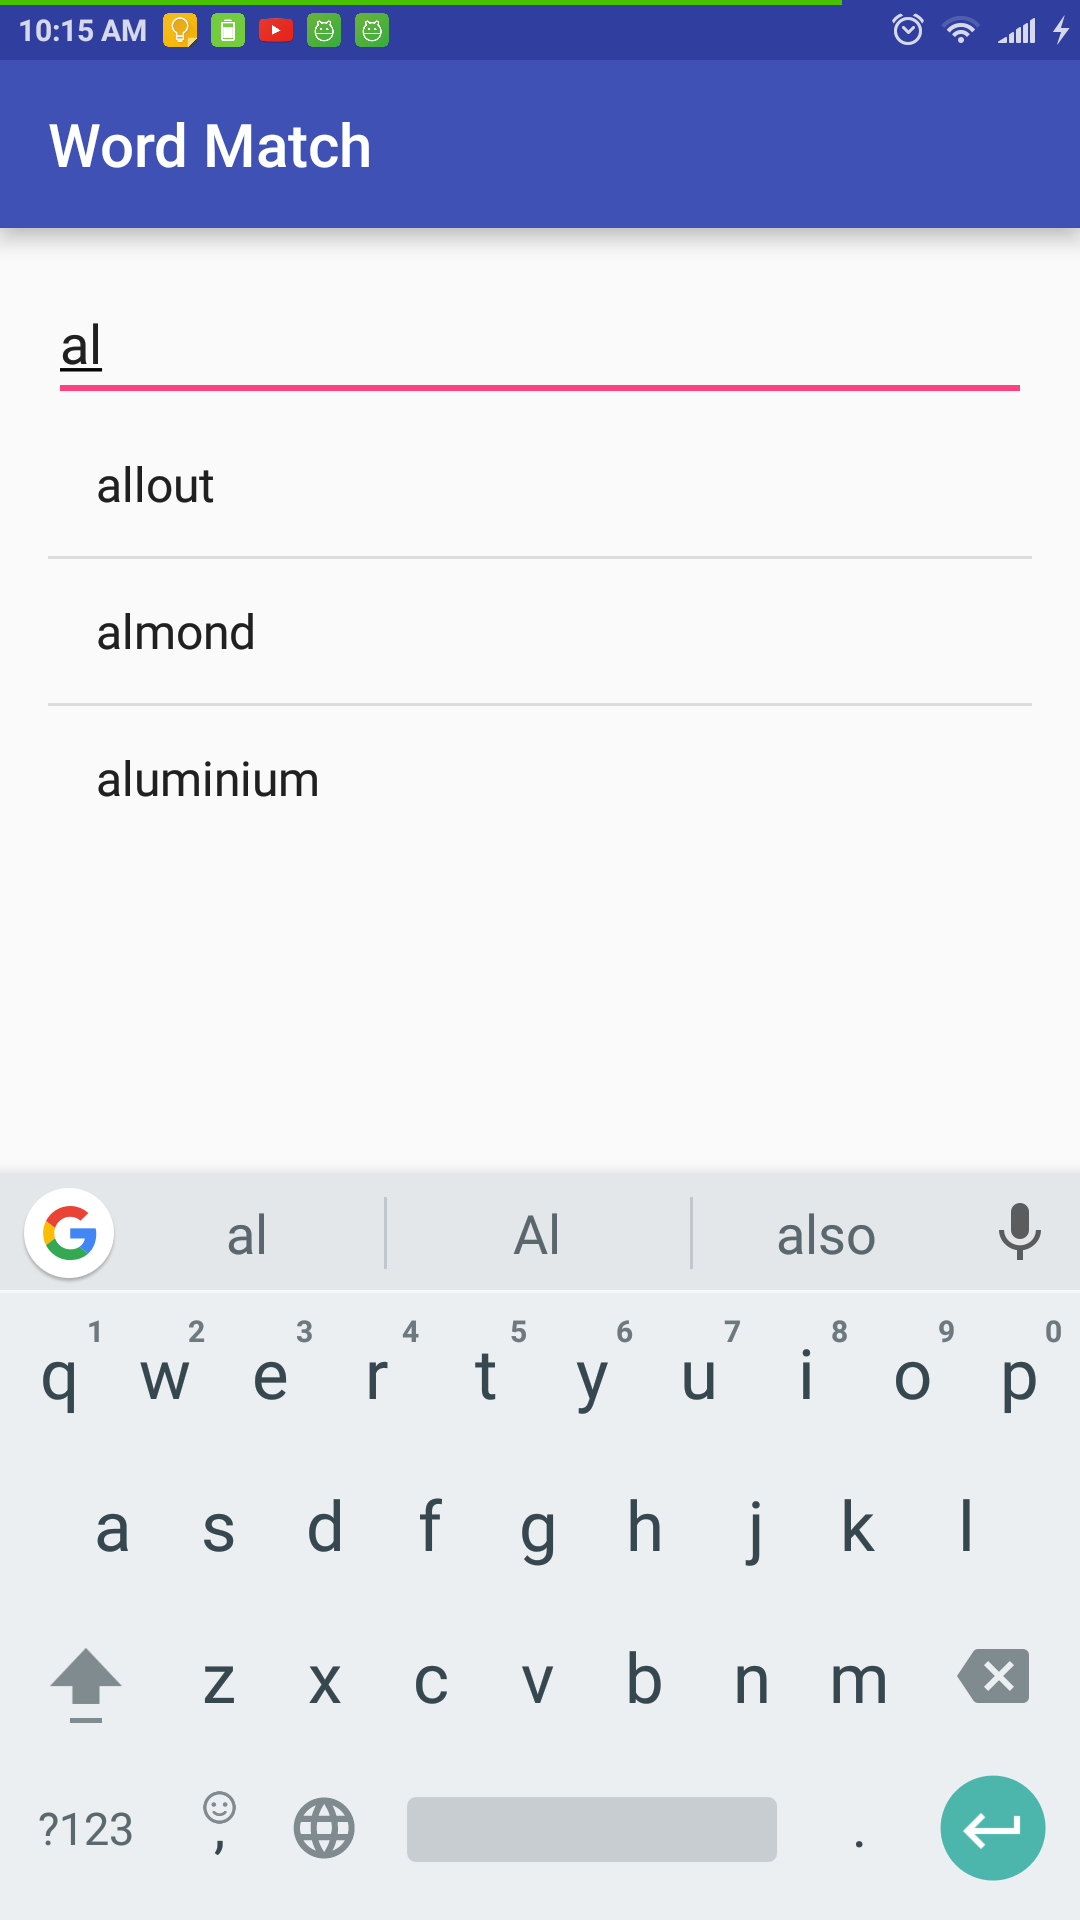 10:15 AM
Word Match
al
allout
almond
aluminium
al Al also
1 2 3 4 5 6 7 8 9 0
q w e r t y u i o p
a s d f g h j k l
z x c v b n m
?123 , .